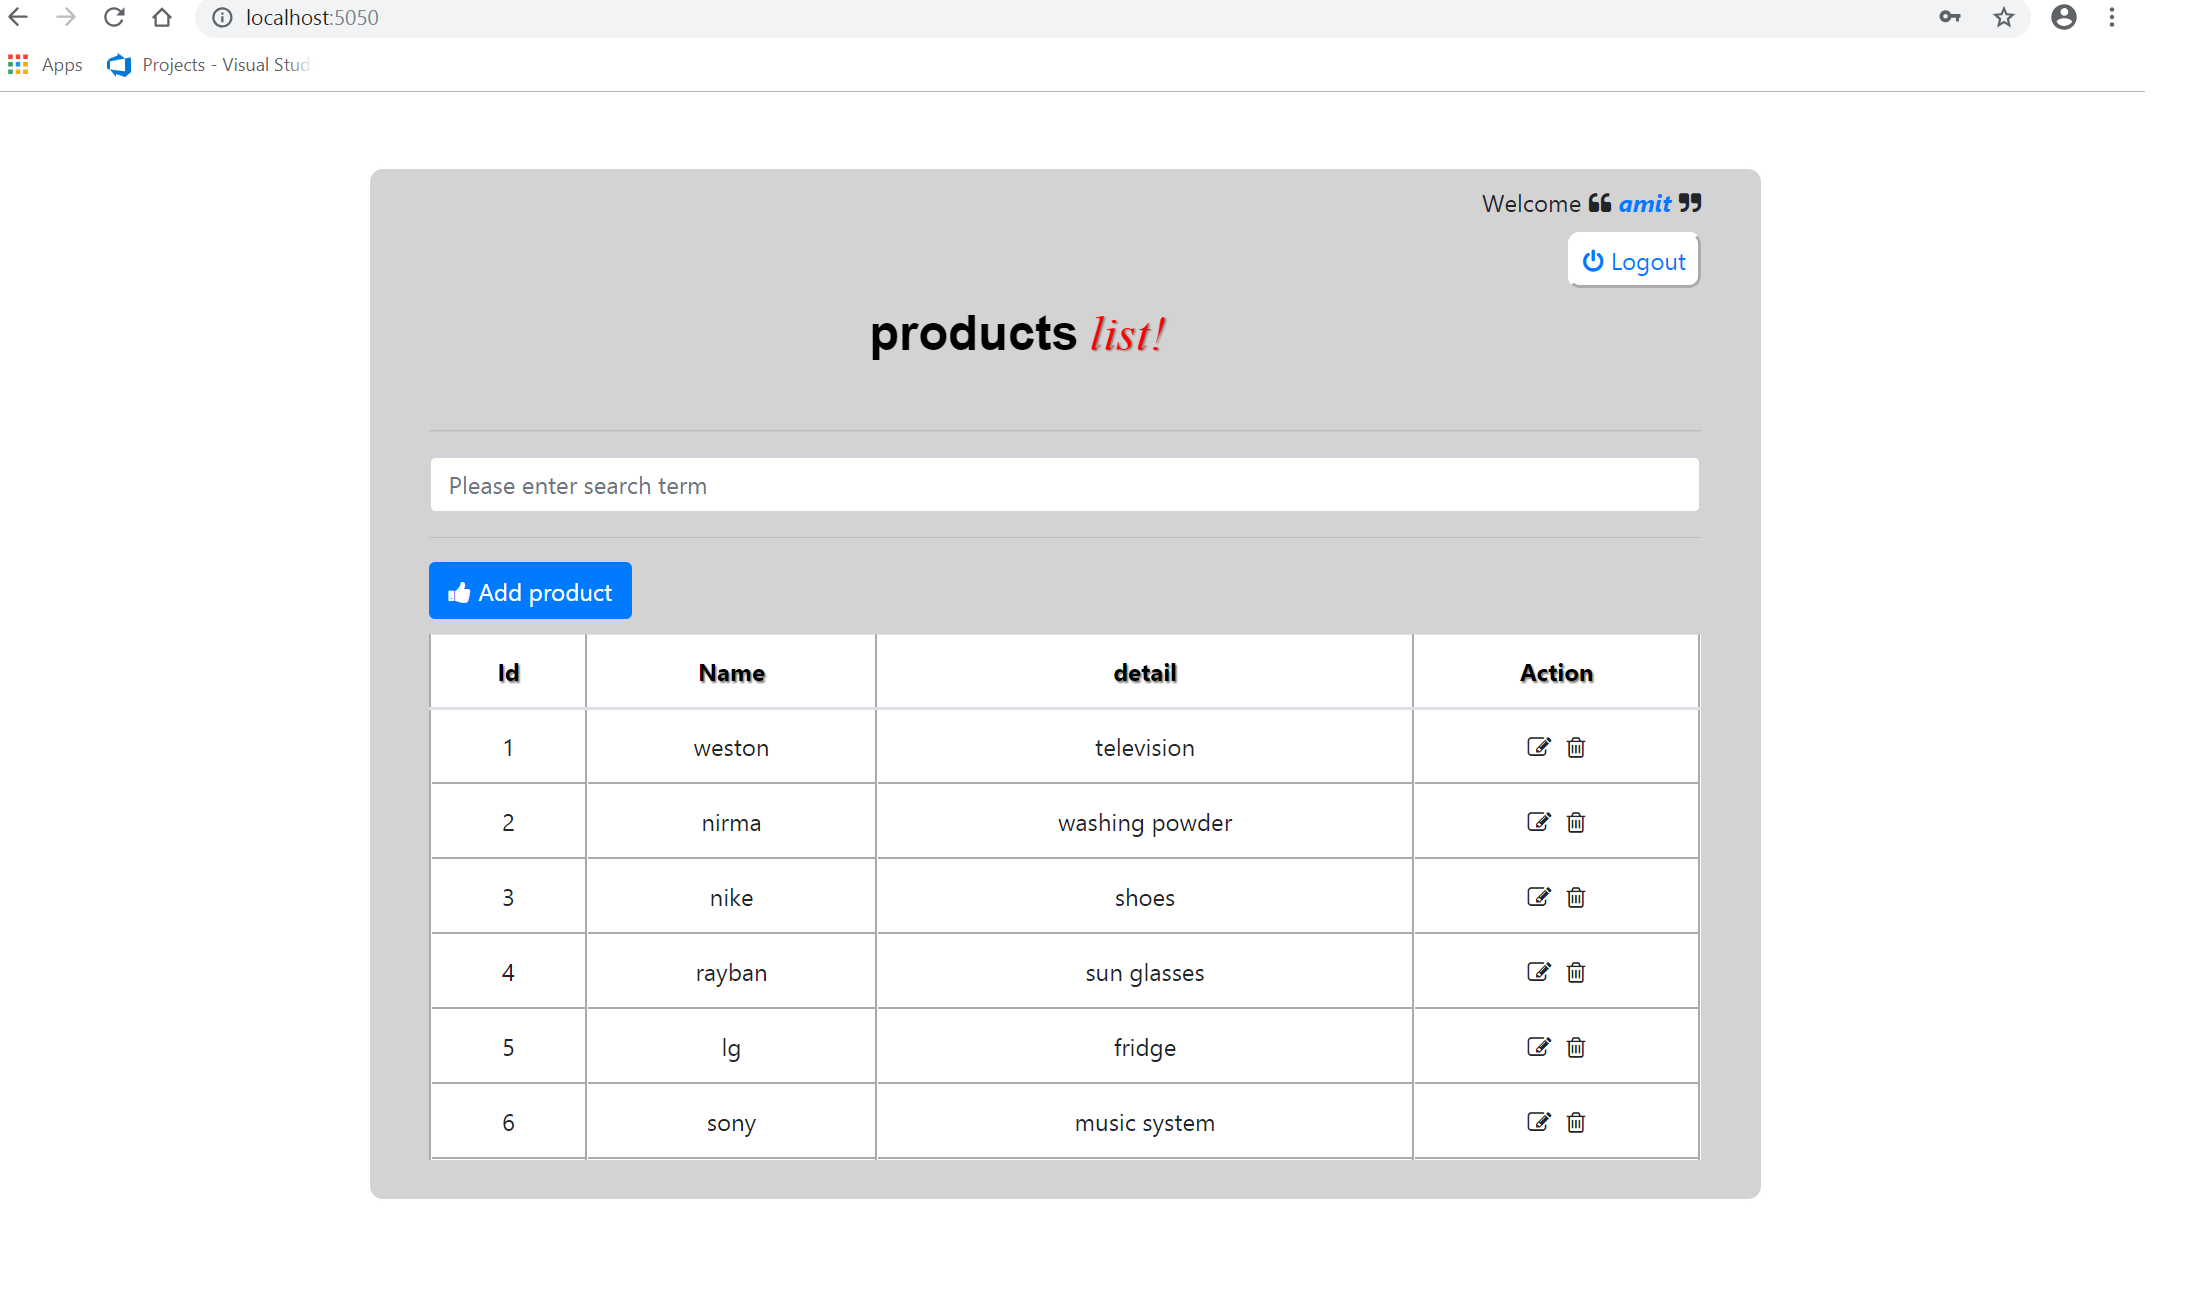 localhost:5050
Apps Projects - Visual Stud
Welcome ❝ amit ❞
Logout
products list!
Please enter search term
Add product
Id Name detail Action
1 weston television
2 nirma washing powder
3 nike shoes
4 rayban sun glasses
5 lg fridge
6 sony music system